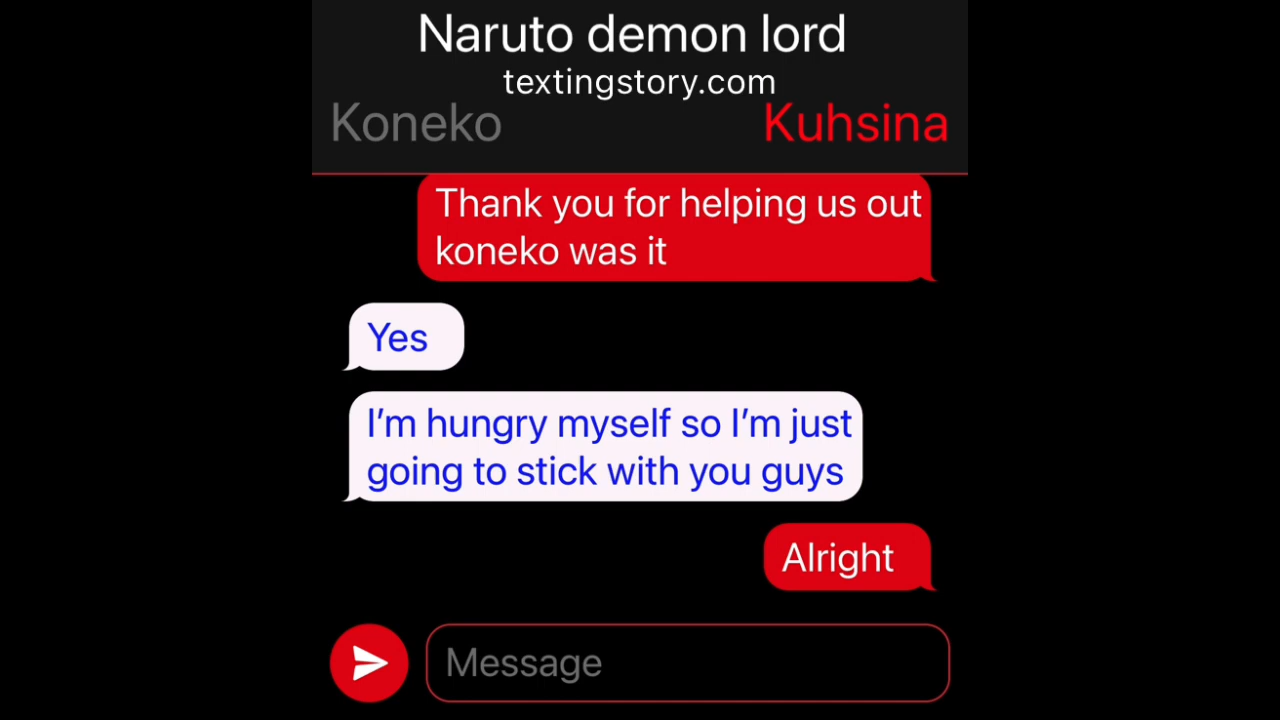 Naruto demon lord
textingstory.com
Koneko
Kuhsina
Thank you for helping us out
koneko was it
Yes
I’m hungry myself so I’m just
going to stick with you guys
Alright
Message